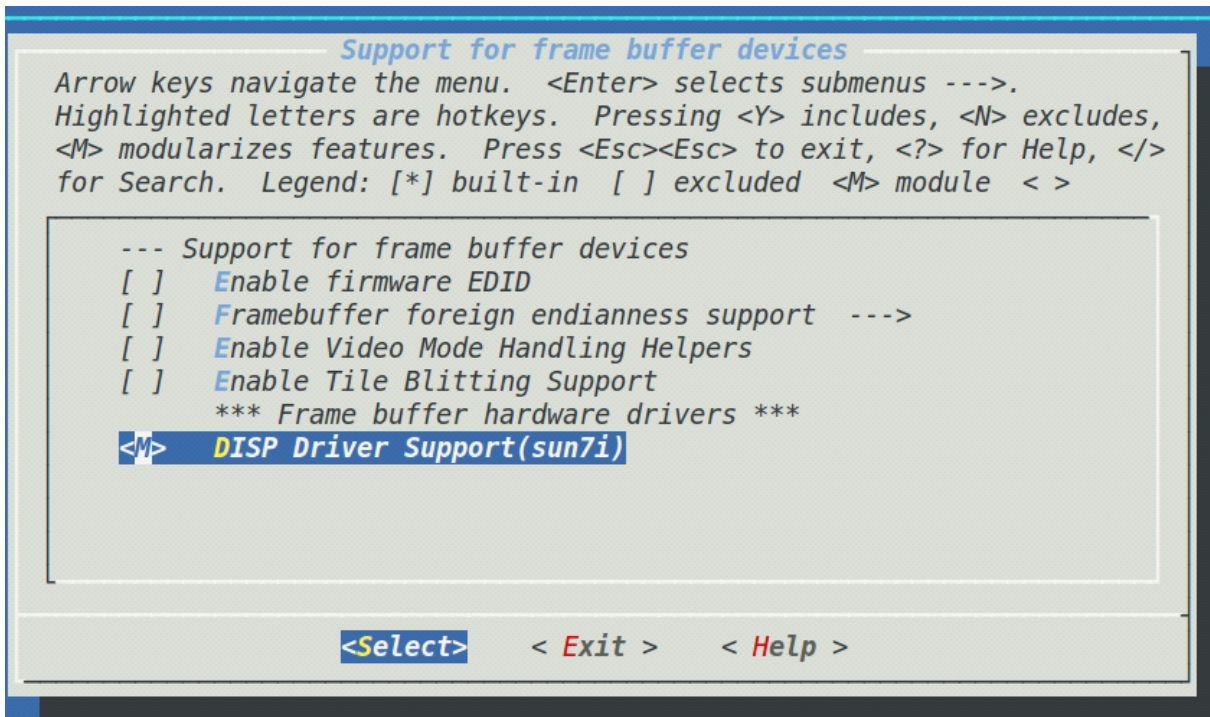 Support for frame buffer devices
Arrow keys navigate the menu.  <Enter> selects submenus --->.
Highlighted letters are hotkeys.  Pressing <Y> includes, <N> excludes,
<M> modularizes features.  Press <Esc><Esc> to exit, <?> for Help, </>
for Search.  Legend: [*] built-in  [ ] excluded  <M> module  < >
--- Support for frame buffer devices
[ ]   Enable firmware EDID
[ ]   Framebuffer foreign endianness support  --->
[ ]   Enable Video Mode Handling Helpers
[ ]   Enable Tile Blitting Support
*** Frame buffer hardware drivers ***
<M>   DISP Driver Support(sun7i)
<Select>    < Exit >    < Help >